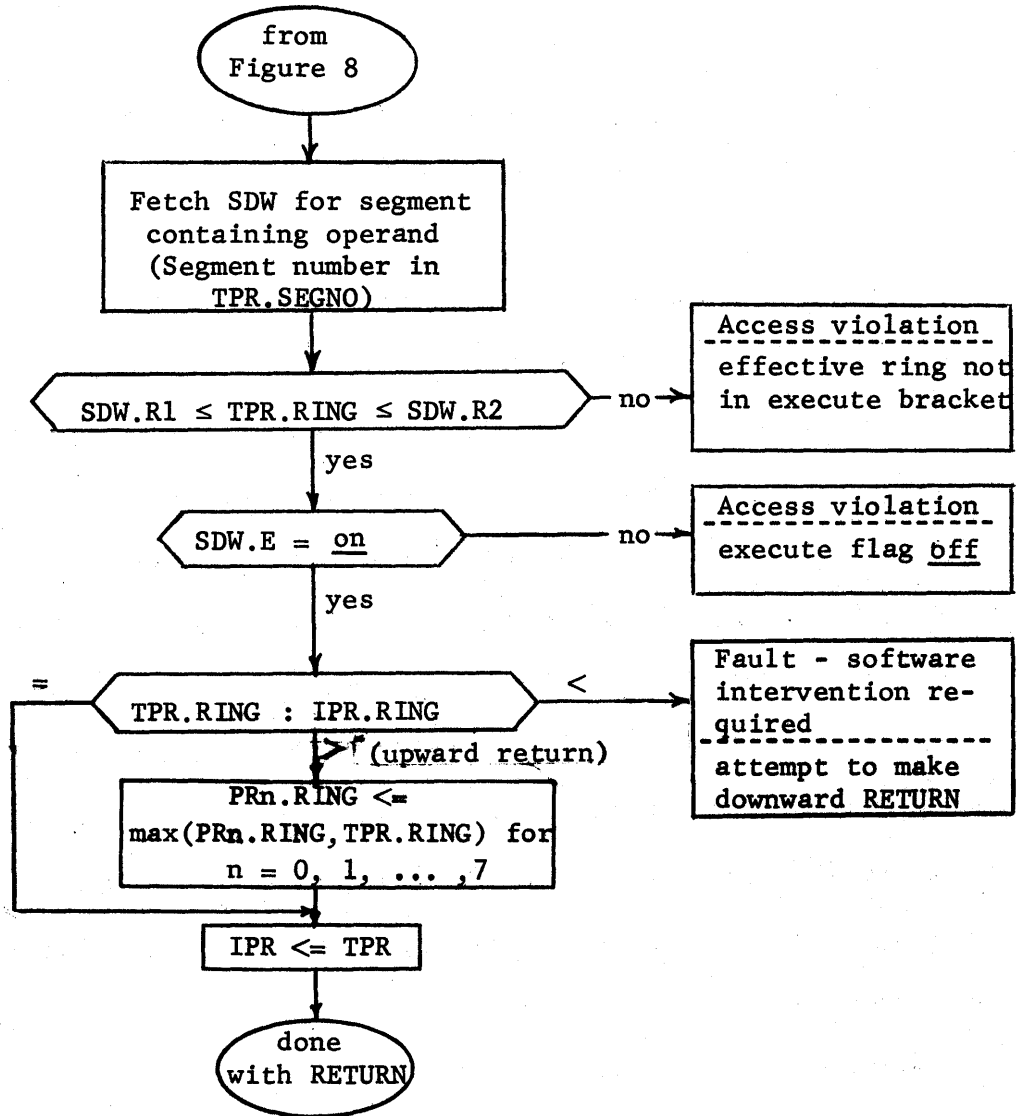 from
Figure 8
Fetch SDW for segment
containing operand
(Segment number in
TPR.SEGNO)
SDW.R1 ≤ TPR.RING ≤ SDW.R2
no
Access violation
effective ring not
in execute bracket
yes
SDW.E = on
no
Access violation
execute flag off
yes
=
TPR.RING : IPR.RING
<
Fault - software
intervention re-
quired
attempt to make
downward RETURN
> (upward return)
PRn.RING <=
max(PRn.RING,TPR.RING) for
n = 0, 1, ... ,7
IPR <= TPR
done
with RETURN